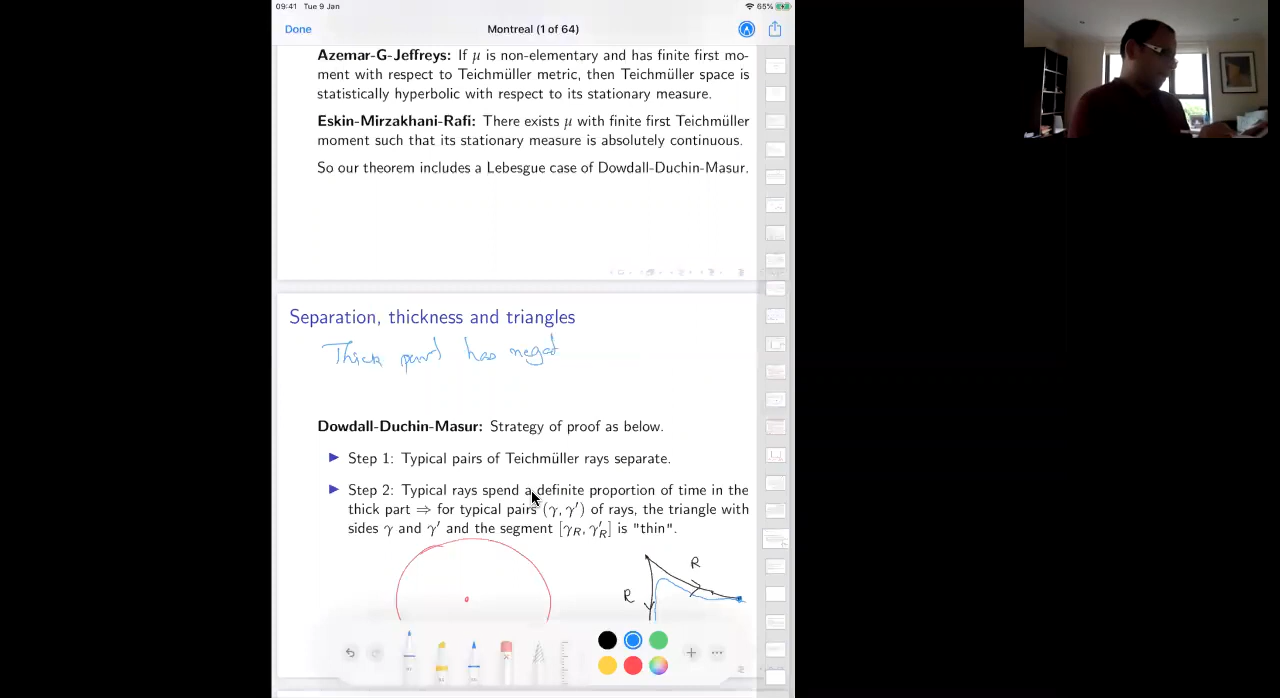 09:41 Tue 9 Jan
65%
Done
Montreal (1 of 64)
Azemar-G-Jeffreys: If μ is non-elementary and has finite first mo-
ment with respect to Teichmüller metric, then Teichmüller space is
statistically hyperbolic with respect to its stationary measure.
Eskin-Mirzakhani-Rafi: There exists μ with finite first Teichmüller
moment such that its stationary measure is absolutely continuous.
So our theorem includes a Lebesgue case of Dowdall-Duchin-Masur.
Separation, thickness and triangles
Thick part has negat
Dowdall-Duchin-Masur: Strategy of proof as below.
Step 1: Typical pairs of Teichmüller rays separate.
Step 2: Typical rays spend a definite proportion of time in the
thick part ⇒ for typical pairs (γ, γ′) of rays, the triangle with
sides γ and γ′ and the segment [γR, γ′R] is "thin".
R
R